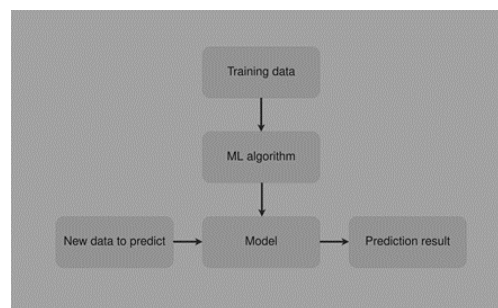 Training data
ML algorithm
New data to predict
Model
Prediction result